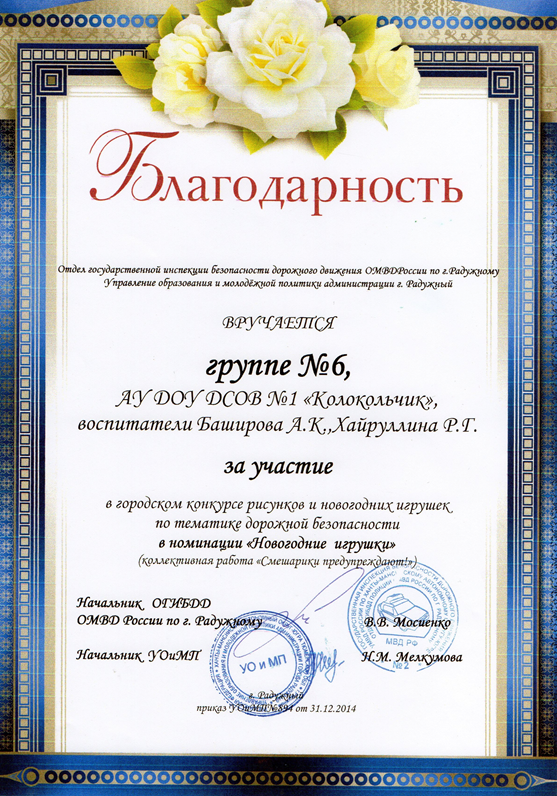 Благодарность
Отдел государственной инспекции безопасности дорожного движения ОМВДРоссии по г.Радужному
Управление образования и молодёжной политики администрации г. Радужный
ВРУЧАЕТСЯ
группе №6,
АУ ДОУ ДСОВ №1 «Колокольчик»,
воспитатели Баширова А.К.,Хайруллина Р.Г.
за участие
в городском конкурсе рисунков и новогодних игрушек
по тематике дорожной безопасности
в номинации «Новогодние игрушки»
(коллективная работа «Смешарики предупреждают!»)
Начальник ОГИБДД
ОМВД России по г. Радужному В.В. Мосиенко
МВД РФ
№ 2
Начальник УОиМП Н.М. Мелкумова
УО и МП
г. Радужный
приказ УОиМП№894 от 31.12.2014